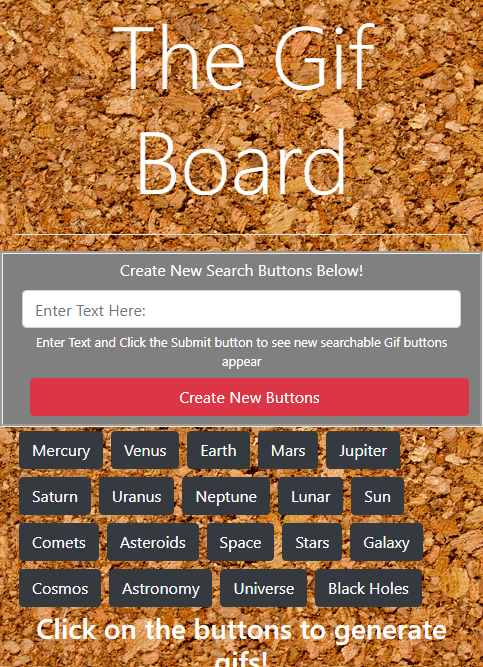 The Gif
Board
Create New Search Buttons Below!
Enter Text Here:
Enter Text and Click the Submit button to see new searchable Gif buttons
appear
Create New Buttons
Mercury Venus Earth Mars Jupiter
Saturn Uranus Neptune Lunar Sun
Comets Asteroids Space Stars Galaxy
Cosmos Astronomy Universe Black Holes
Click on the buttons to generate
gifs!